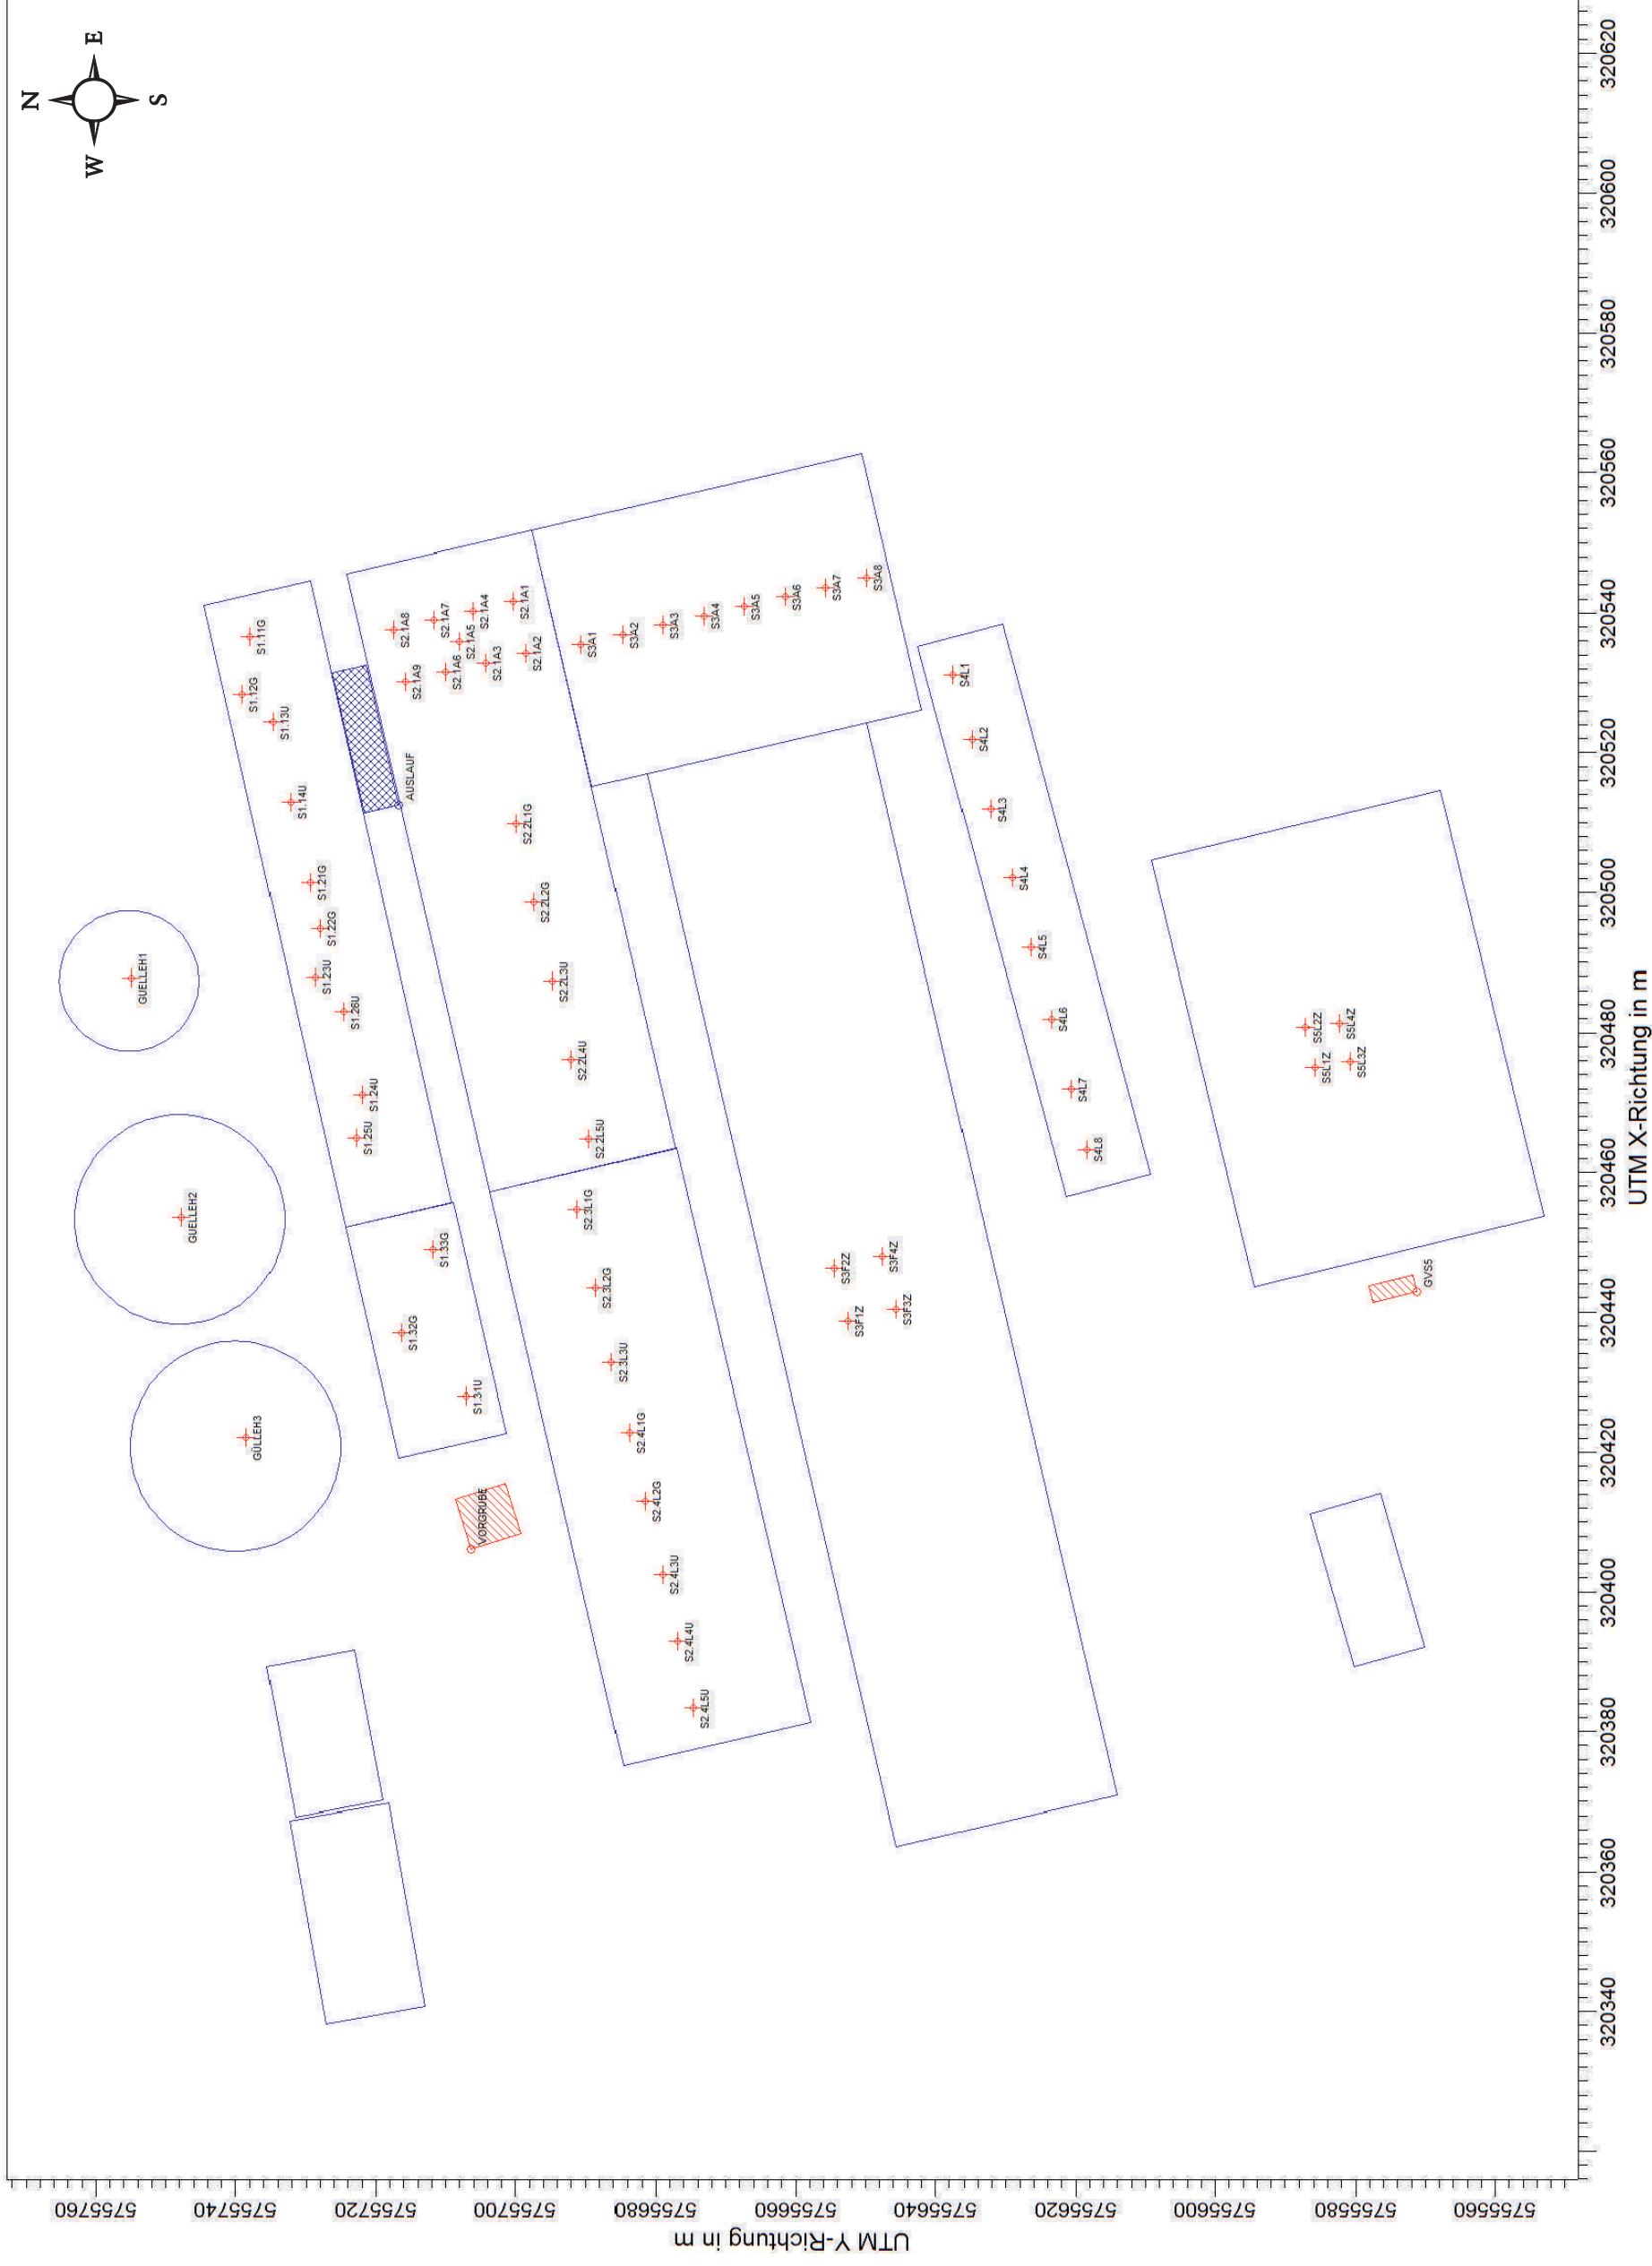 N
W
E
S
GUELLEH1
GUELLEH2
GÜLLEH3
S1.11G
S1.12G
S1.13U
S1.14U
S1.21G
S1.22G
S1.23U
S1.26U
S1.24U
S1.25U
S1.33G
S1.32G
S1.31U
AUSLAUF
VORGRUBE
S2.1A8
S2.1A7
S2.1A4
S2.1A1
S2.1A5
S2.1A9
S2.1A6
S2.1A3
S2.1A2
S2.2L1G
S2.2L2G
S2.2L3U
S2.2L4U
S2.2L5U
S2.3L1G
S2.3L2G
S2.3L3U
S2.4L1G
S2.4L2G
S2.4L3U
S2.4L4U
S2.4L5U
S3A1
S3A2
S3A3
S3A4
S3A5
S3A6
S3A7
S3A8
S3F2Z
S3F4Z
S3F1Z
S3F3Z
S4L1
S4L2
S4L3
S4L4
S4L5
S4L6
S4L7
S4L8
S5L2Z
S5L4Z
S5L1Z
S5L3Z
GVS5
320340
320360
320380
320400
320420
320440
320460
320480
320500
320520
320540
320560
320580
320600
320620
UTM X-Richtung in m
5755760
5755740
5755720
5755700
5755680
5755660
5755640
5755620
5755600
5755580
5755560
UTM Y-Richtung in m